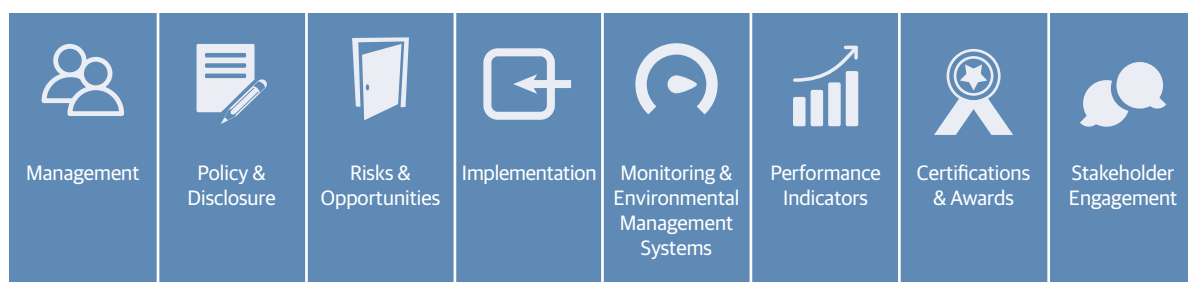 Management
Policy &
Disclosure
Risks &
Opportunities
Implementation
Monitoring &
Environmental
Management
Systems
Performance
Indicators
Certifications
& Awards
Stakeholder
Engagement